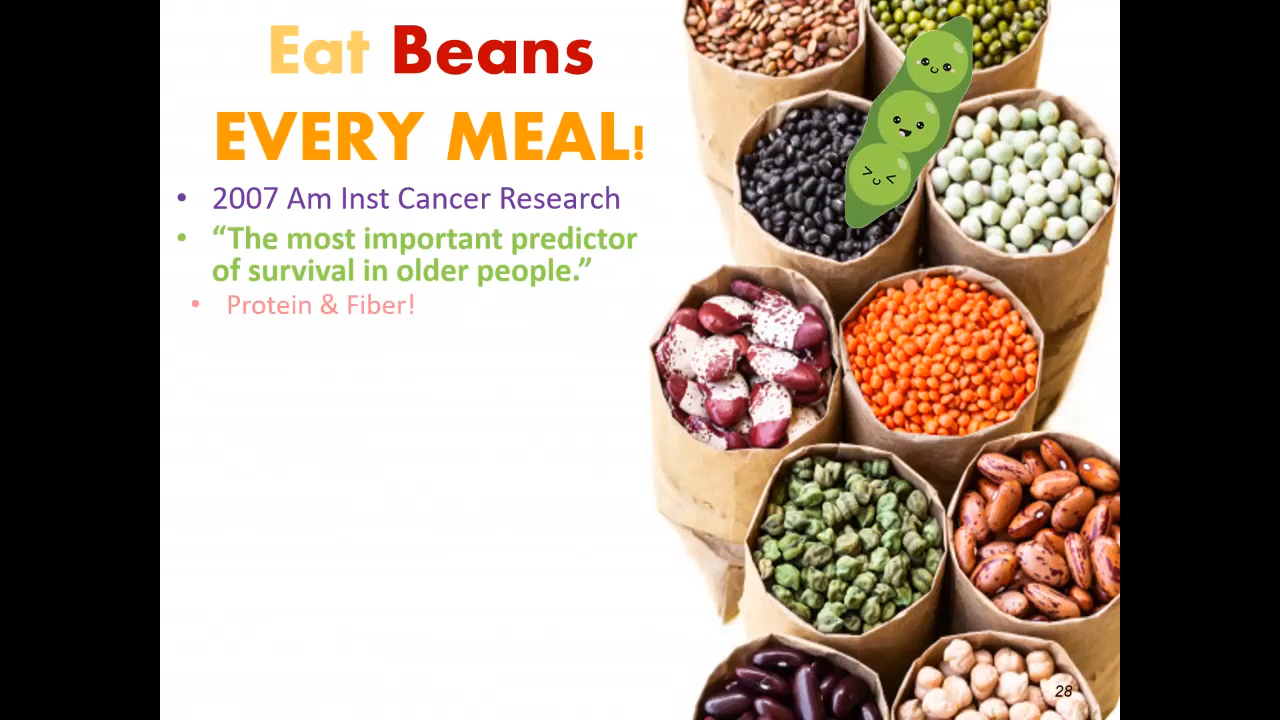 Eat Beans
EVERY MEAL!
• 2007 Am Inst Cancer Research
• “The most important predictor
of survival in older people.”
• Protein & Fiber!
28